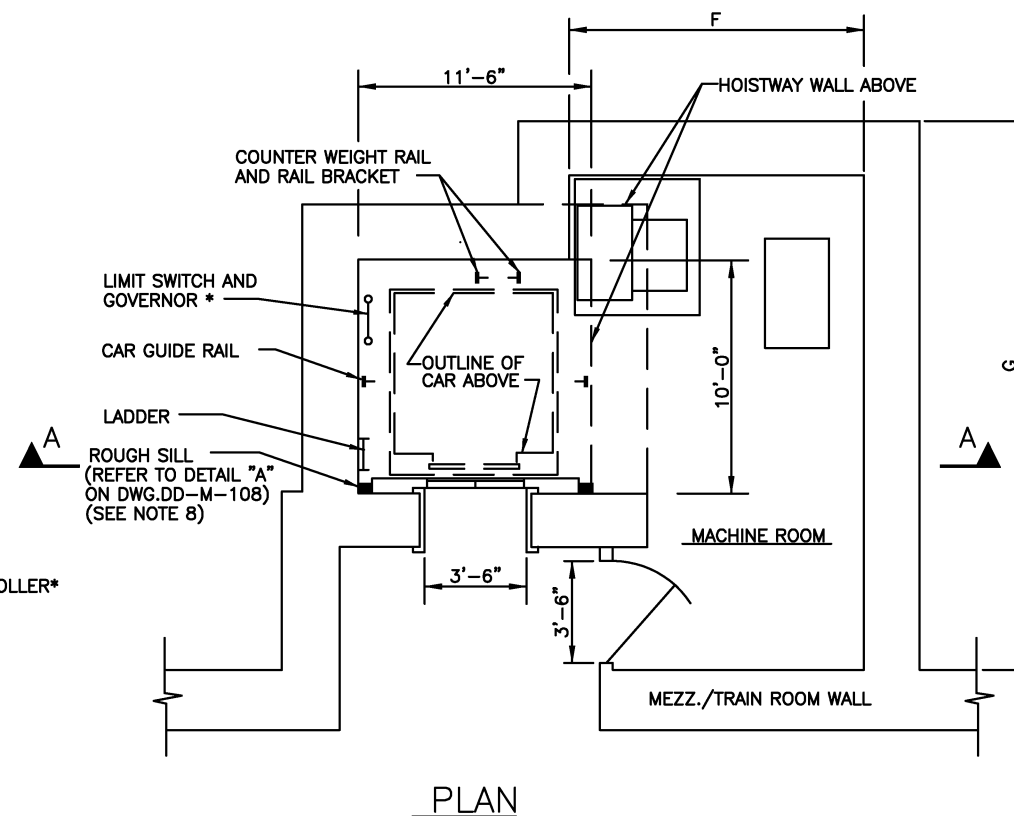 F
11'-6"
HOISTWAY WALL ABOVE
COUNTER WEIGHT RAIL
AND RAIL BRACKET
LIMIT SWITCH AND
GOVERNOR *
CAR GUIDE RAIL
OUTLINE OF
CAR ABOVE
10'-0"
G
LADDER
A
A
ROUGH SILL
(REFER TO DETAIL "A"
ON DWG.DD-M-108)
(SEE NOTE 8)
MACHINE ROOM
OLLER*
3'-6"
3'-6"
MEZZ./TRAIN ROOM WALL
PLAN